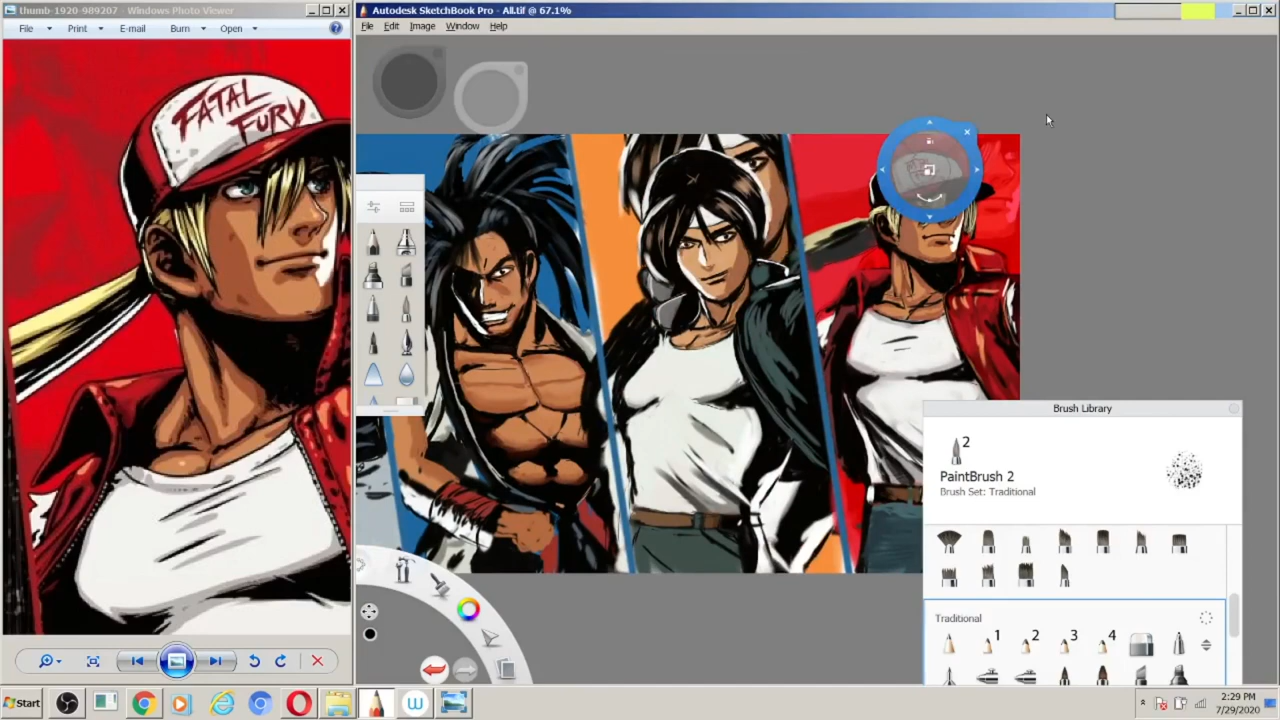 thumb-1920-989207 - Windows Photo Viewer
File Print E-mail Burn Open
FATAL
FURY
Autodesk SketchBook Pro - All.tif @ 67.1%
File Edit Image Window Help
Brush Library
2
PaintBrush 2
Brush Set: Traditional
Traditional
1 2 3 4
Start
2:29 PM
7/29/2020